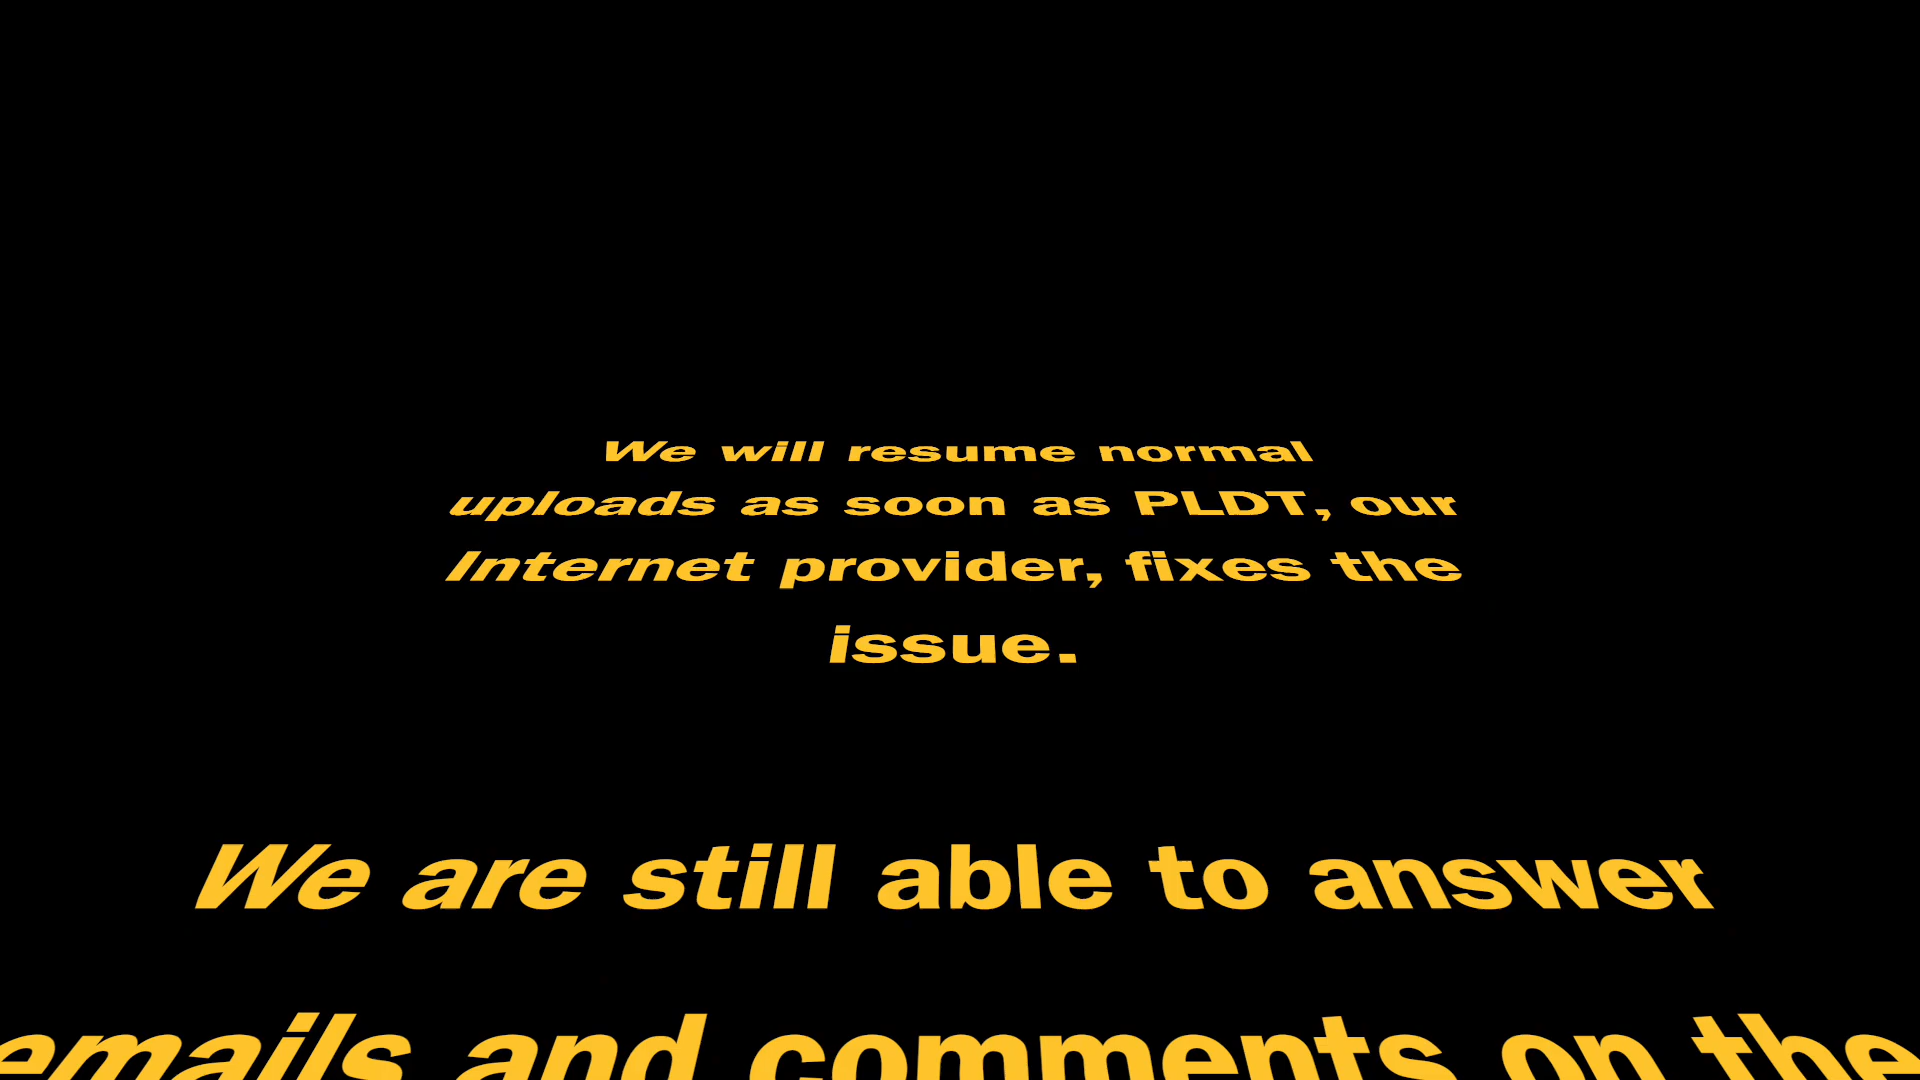 We will resume normal
uploads as soon as PLDT, our
Internet provider, fixes the
issue.
We are still able to answer
emails and comments on the